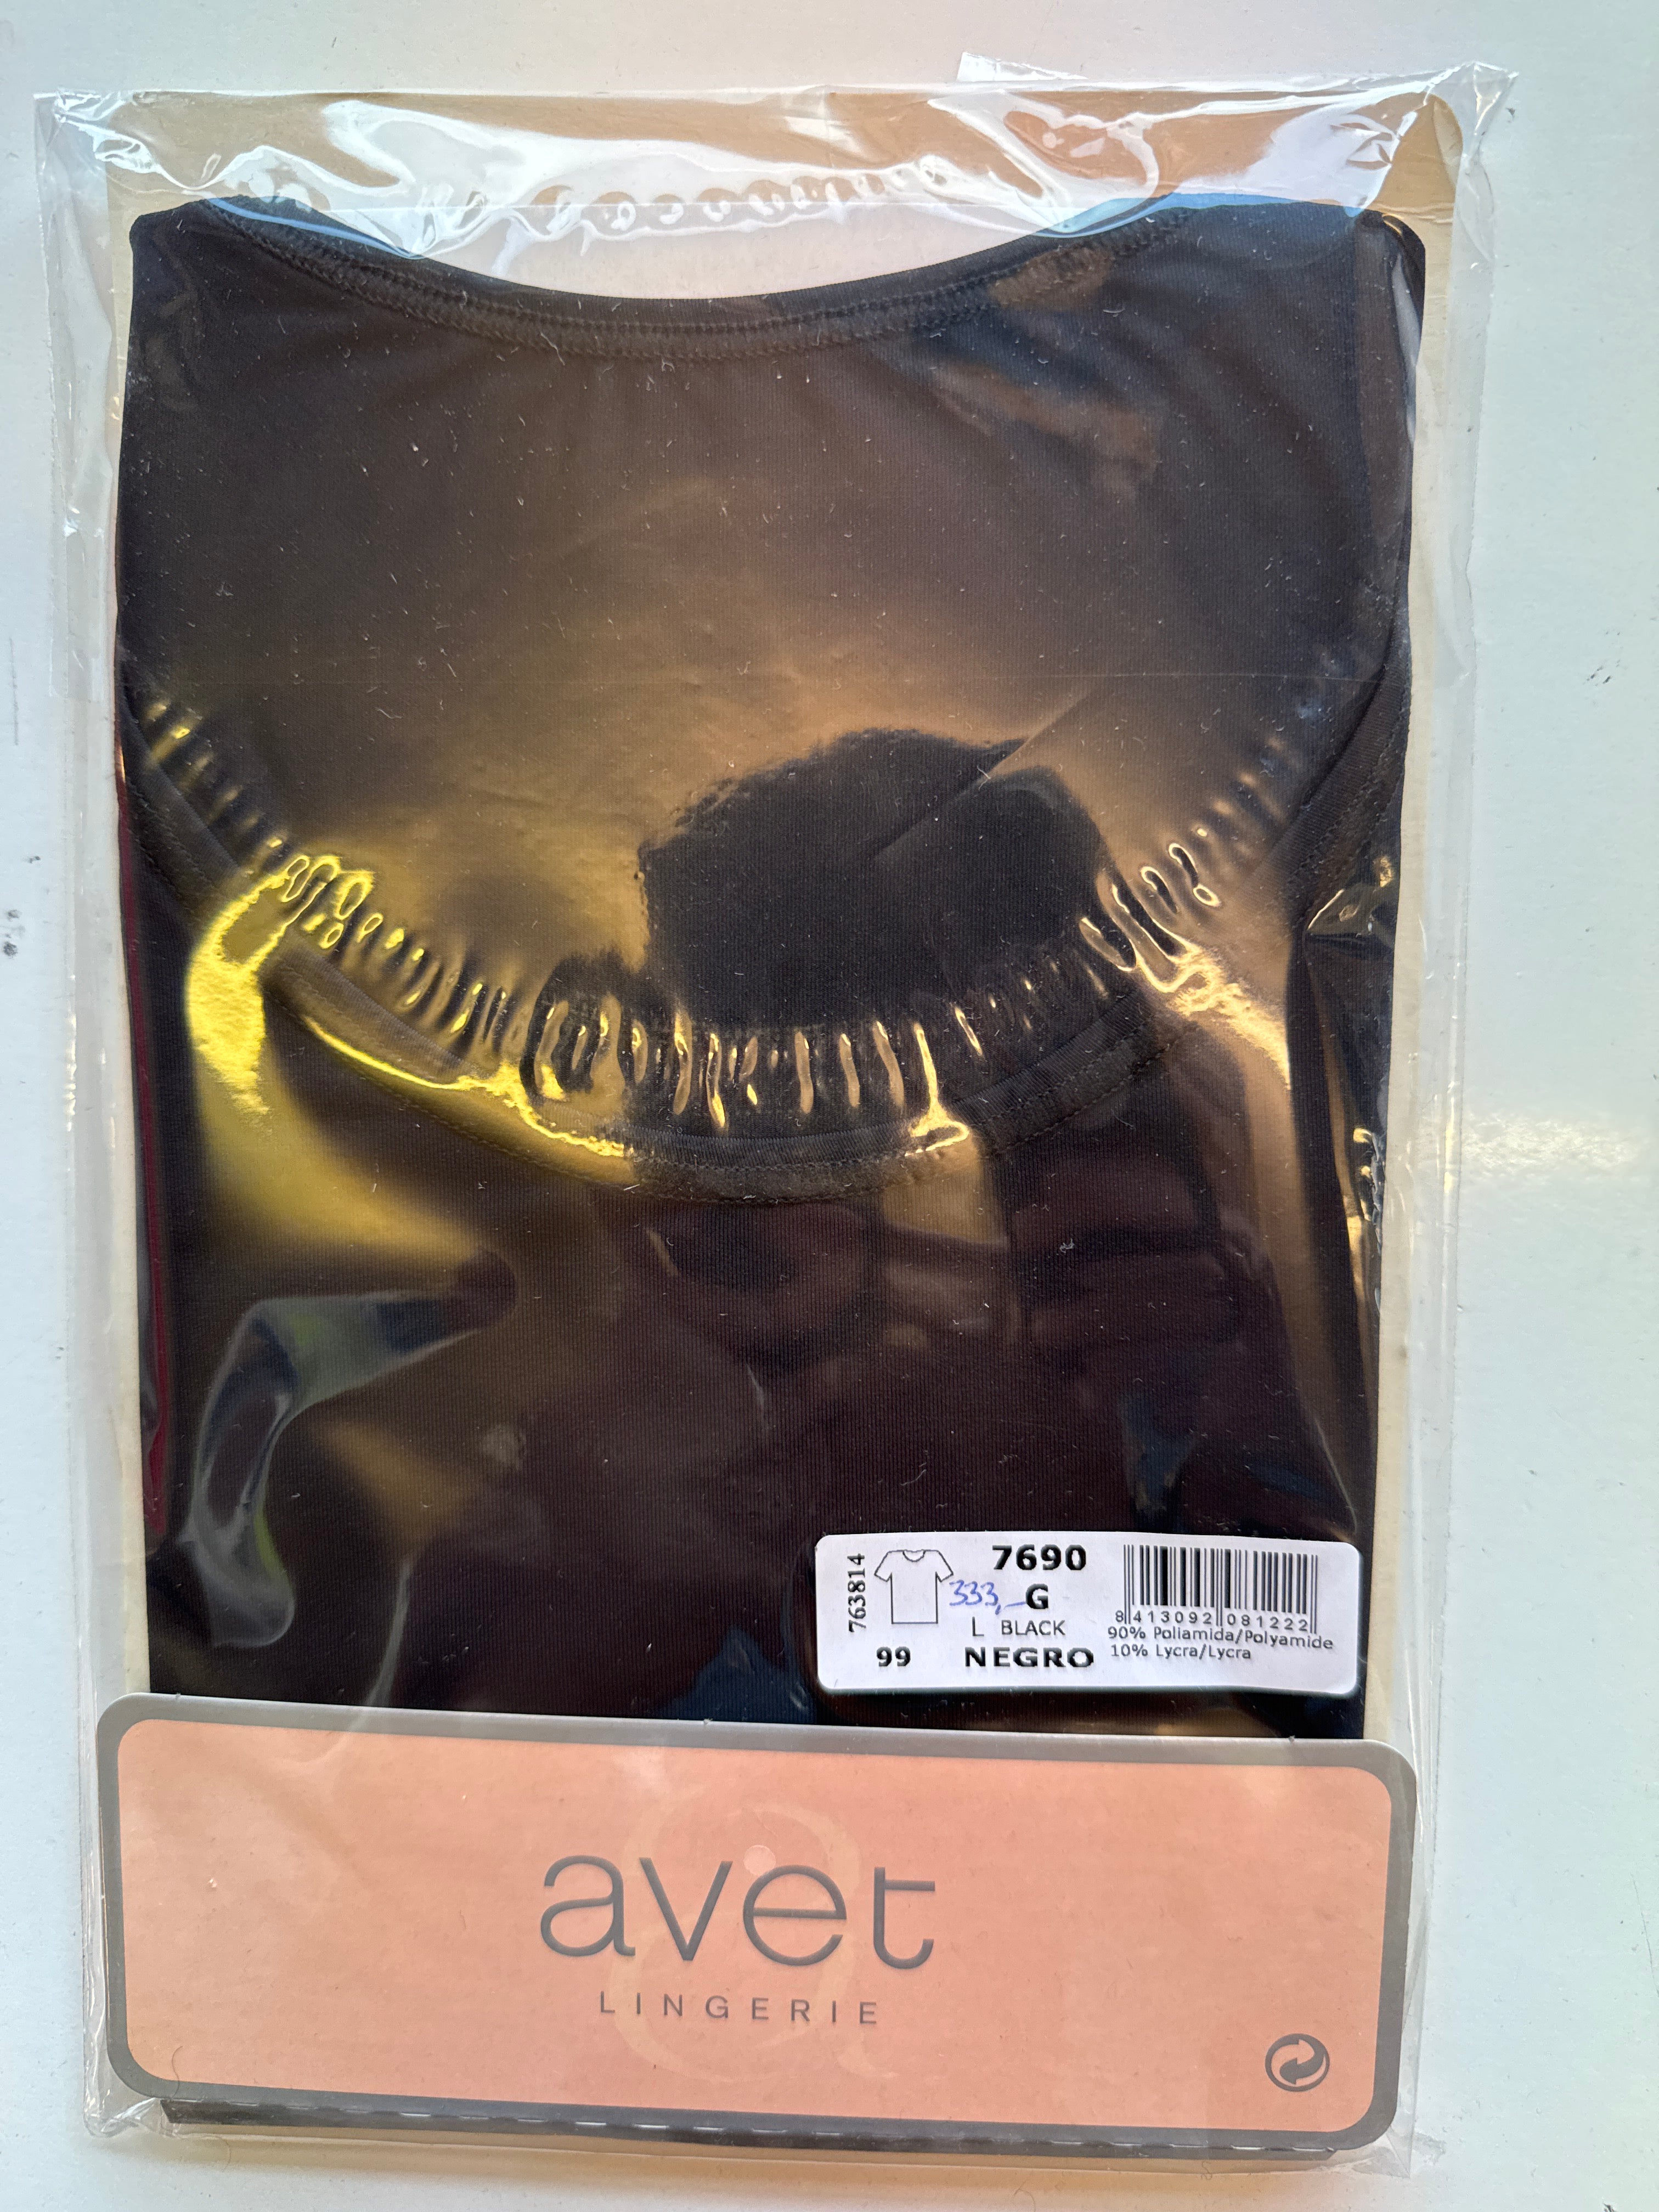 763814
7690
333,-
G
L BLACK
99 NEGRO
8 413092 081222
90% Poliamida/Polyamide
10% Lycra/Lycra
avet
LINGERIE